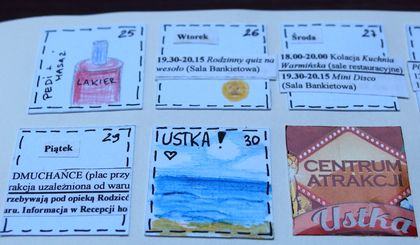 25
PEDI +
MASAŻ
LAKIER
Wtorek
26
19.30-20.15 Rodzinny quiz na
wesoło (Sala Bankietowa)
Środa
27
18.00-20.00 Kolacja Kuchnia
Warmińska (sale restauracyjne)
19.30-20.15 Mini Disco
(Sala Bankietowa)
29
Piątek
DMUCHAŃCE (plac przy
rakcja uzależniona od waru
rzebywają pod opieką Rodzic
aru. Informacja w Recepcji ho
USTKA!
30
CENTRUM
ATRAKCJI
Ustka